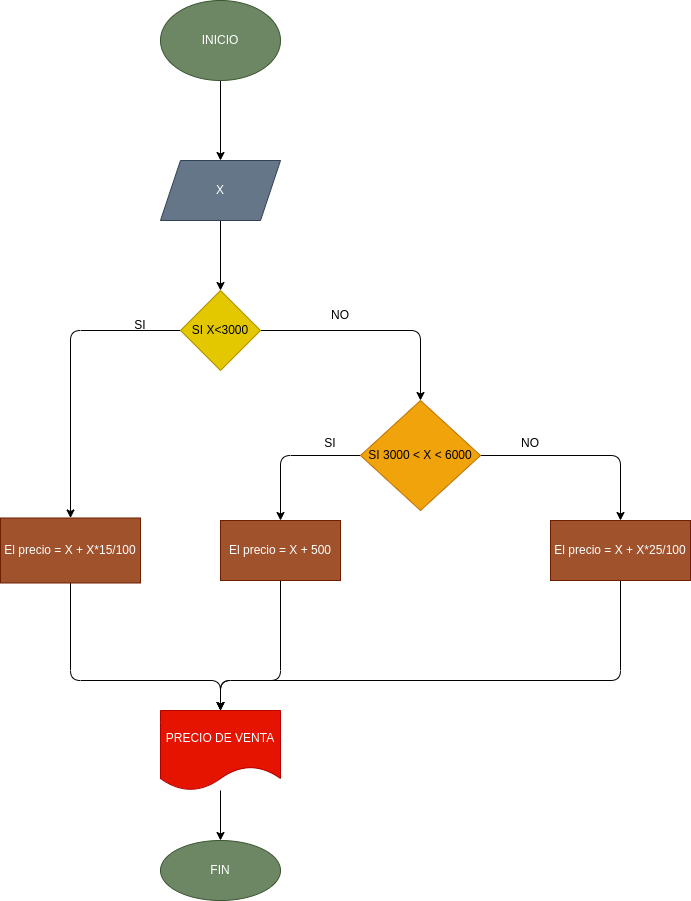 INICIO
X
SI X<3000
SI
NO
SI 3000 < X < 6000
SI
NO
El precio = X + X*15/100
El precio = X + 500
El precio = X + X*25/100
PRECIO DE VENTA
FIN